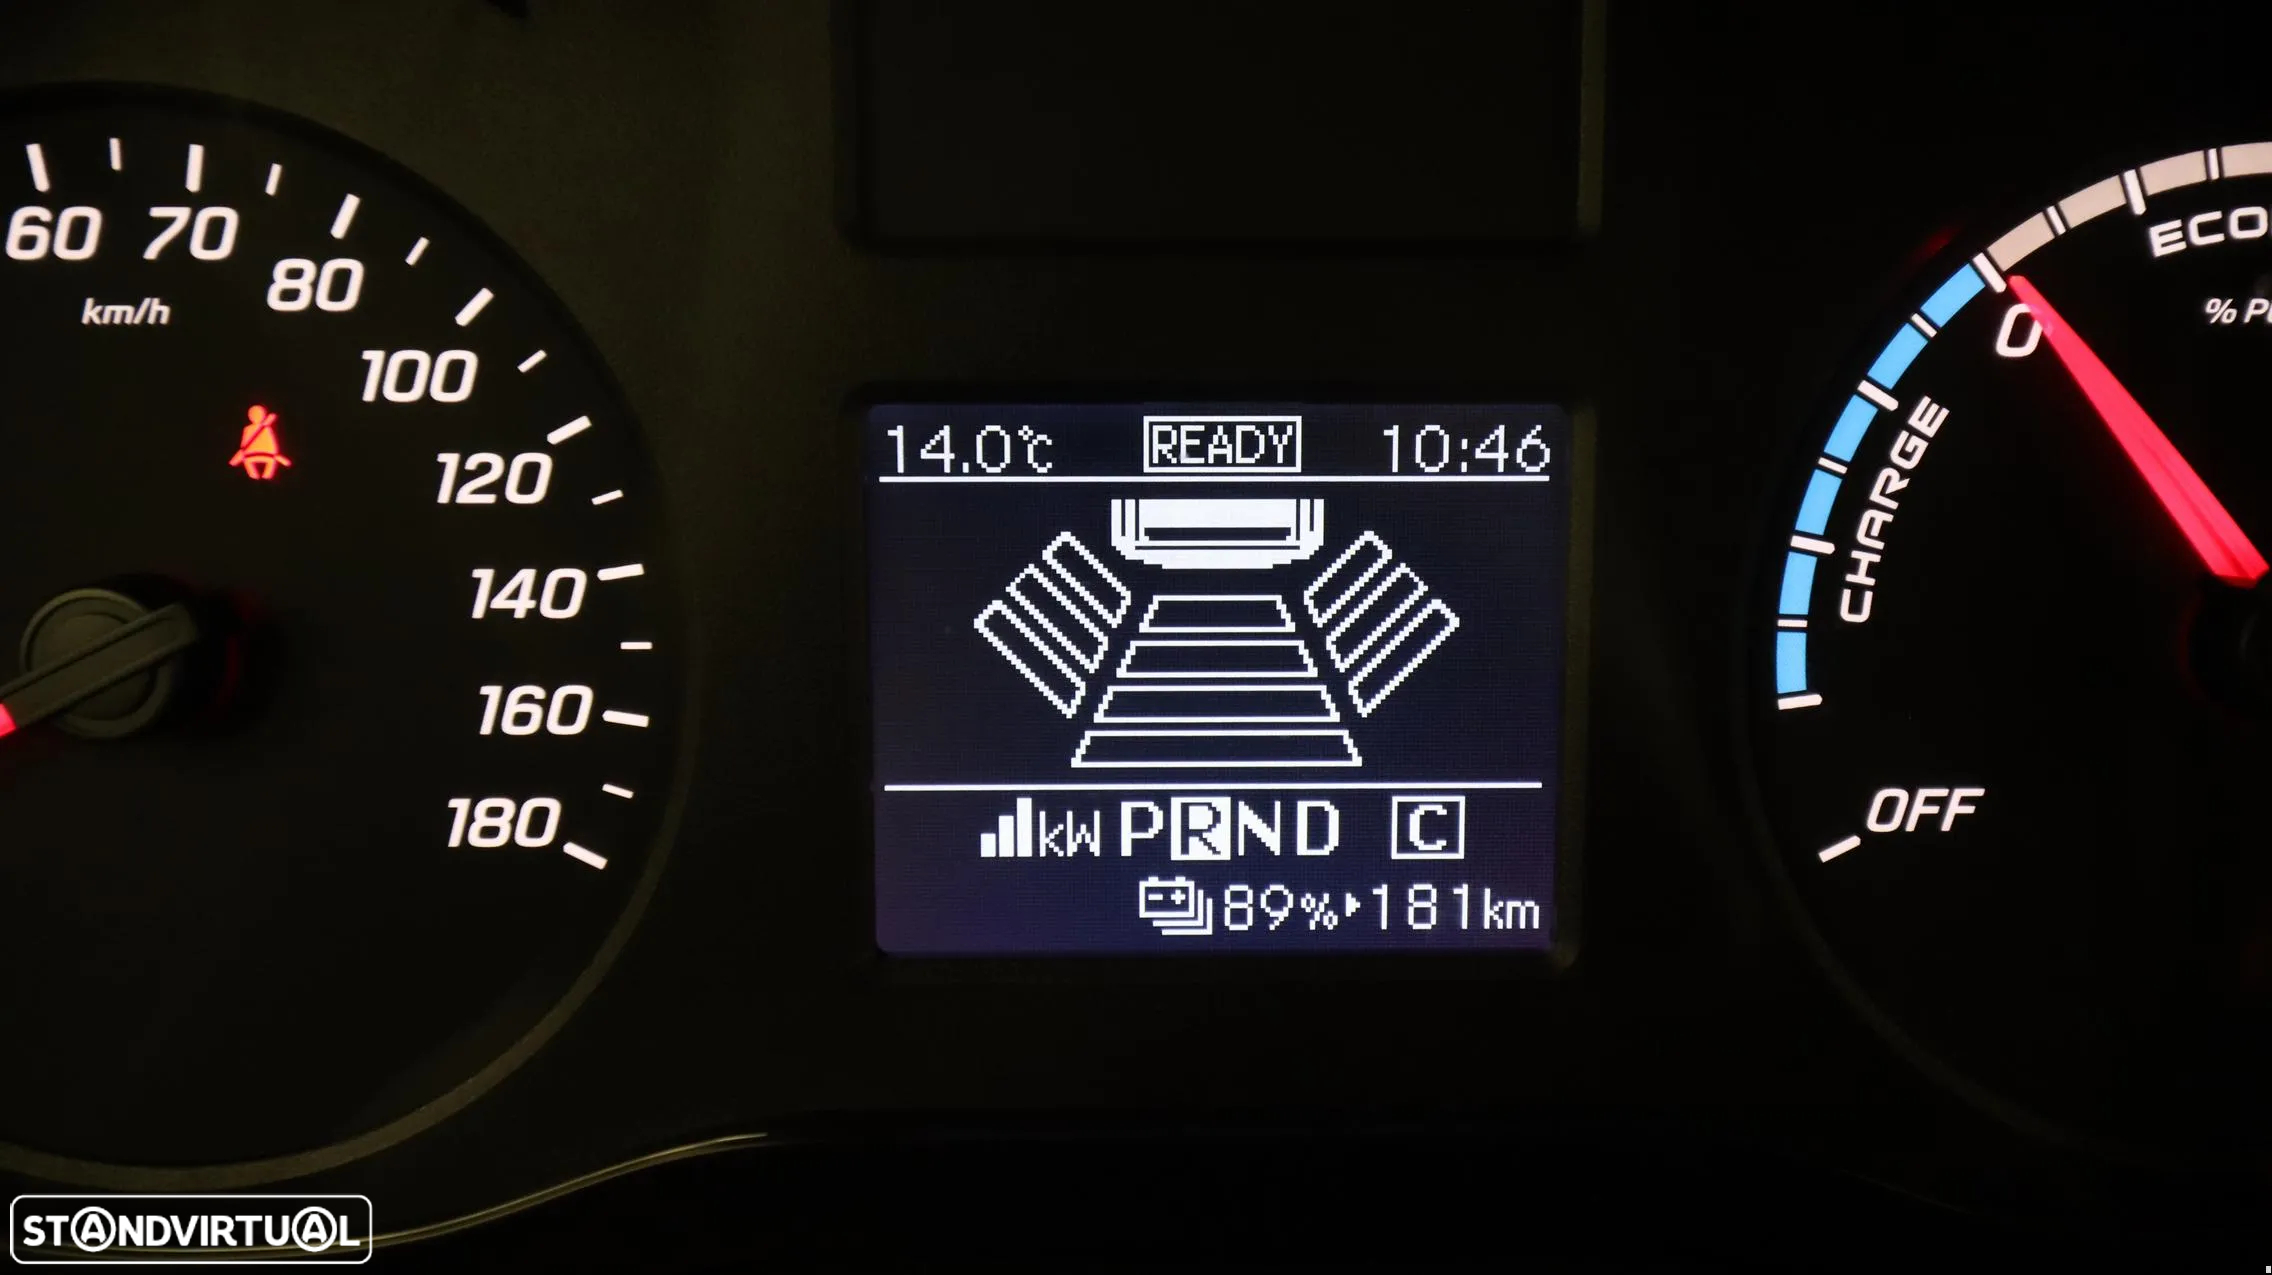 60 70 80 100 120 140 160 180
km/h
14.0℃ READY 10:46
kW P R N D C
89% 181km
ECO
%
0
CHARGE
OFF
STANDVIRTUAL